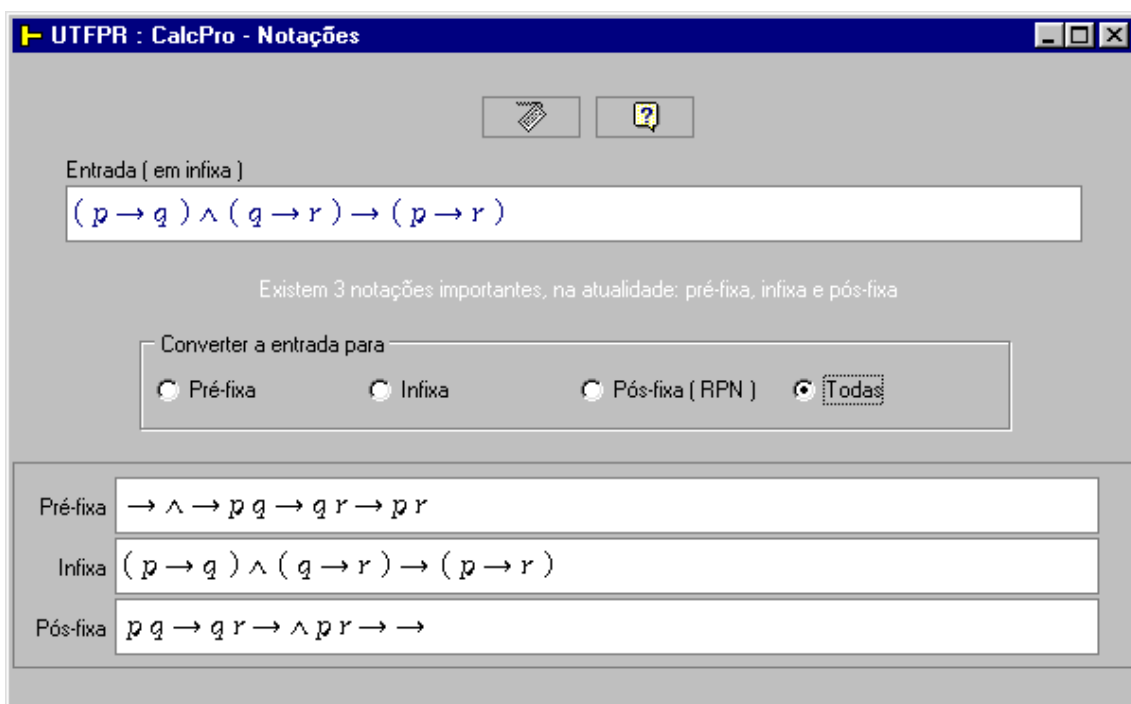 UTFPR : CalcPro - Notações
Entrada ( em infixa )
( p → q ) ∧ ( q → r ) → ( p → r )
Existem 3 notações importantes, na atualidade: pré-fixa, infixa e pós-fixa
Converter a entrada para
Pré-fixa Infixa Pós-fixa ( RPN ) Todas
Pré-fixa → ∧ → p q → q r → p r
Infixa ( p → q ) ∧ ( q → r ) → ( p → r )
Pós-fixa p q → q r → ∧ p r → →